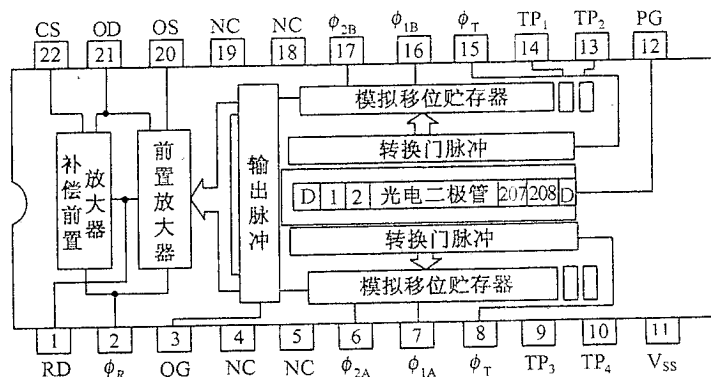 CS OD OS NC NC ϕ2B ϕ1B ϕT TP1 TP2 PG
22 21 20 19 18 17 16 15 14 13 12
模拟移位贮存器
转换门脉冲
补偿前置放大器
前置放大器
输出脉冲
D 1 2 光电二极管 207 208 D
转换门脉冲
模拟移位贮存器
1 2 3 4 5 6 7 8 9 10 11
RD ϕR OG NC NC ϕ2A ϕ1A ϕT TP3 TP4 VSS